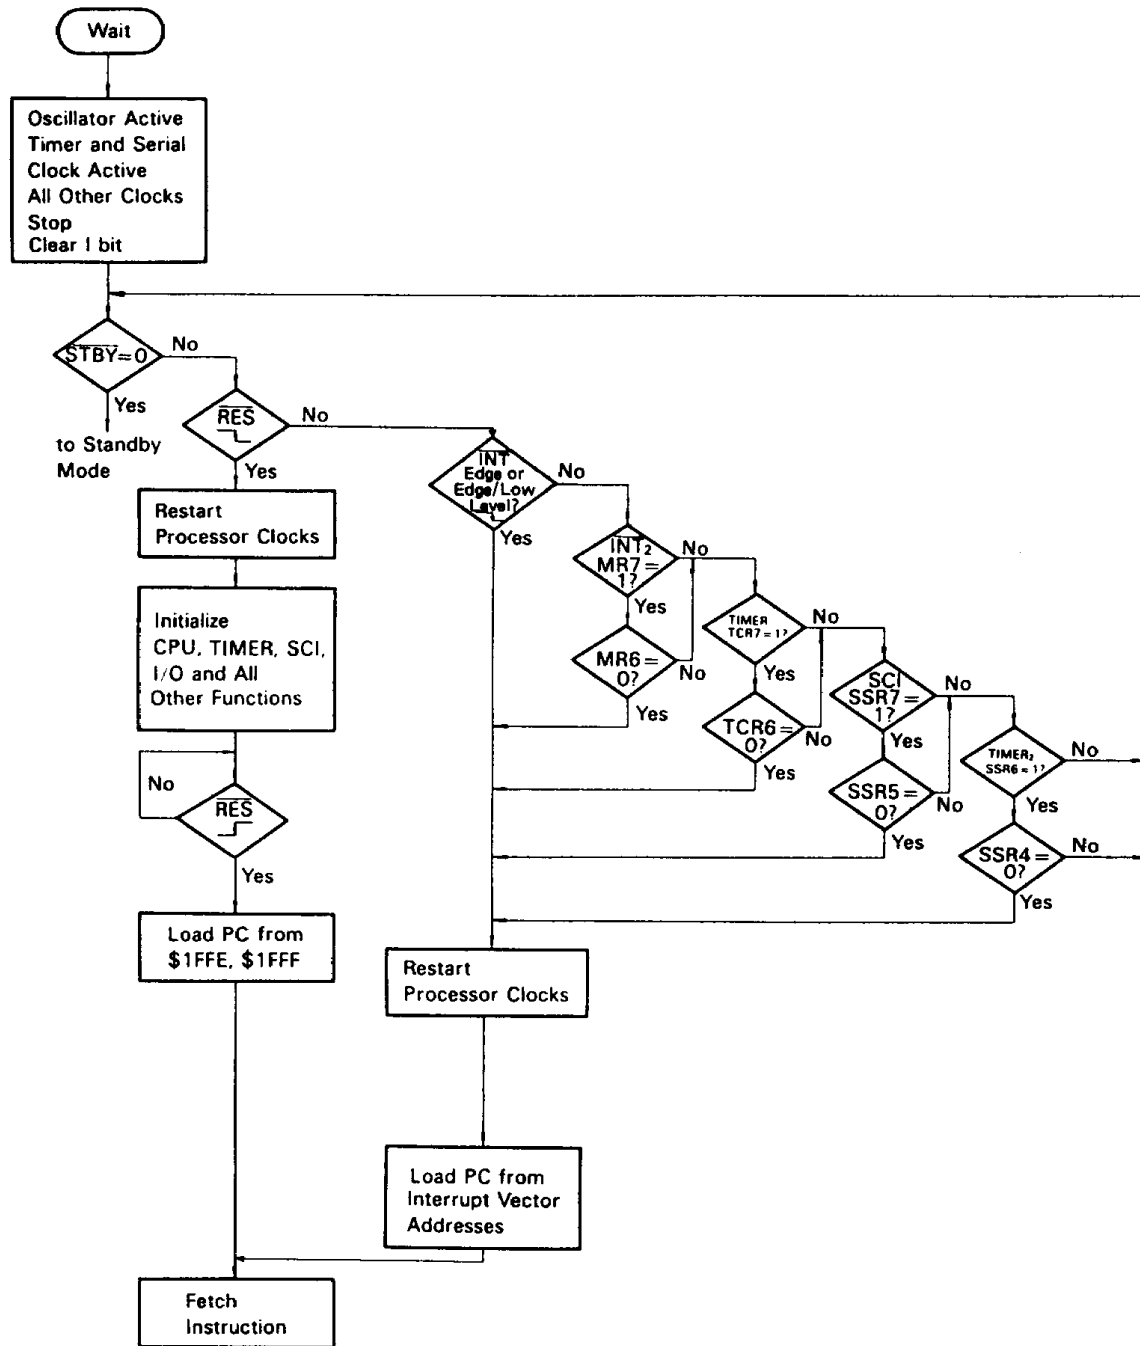 Wait
Oscillator Active
Timer and Serial
Clock Active
All Other Clocks
Stop
Clear I bit
STBY=0
No
Yes
to Standby
Mode
RES
No
Yes
Restart
Processor Clocks
Initialize
CPU, TIMER, SCI,
I/O and All
Other Functions
No
RES
Yes
Load PC from
$1FFE, $1FFF
INT
Edge or
Edge/Low
Level?
No
Yes
INT₂
MR7=
1?
No
Yes
MR6=
0?
No
Yes
TIMER
TCR7=1?
No
Yes
TCR6=
0?
No
Yes
SCI
SSR7=
1?
No
Yes
SSR5=
0?
No
Yes
TIMER₂
SSR6=1?
No
Yes
SSR4=
0?
No
Yes
Restart
Processor Clocks
Load PC from
Interrupt Vector
Addresses
Fetch
Instruction